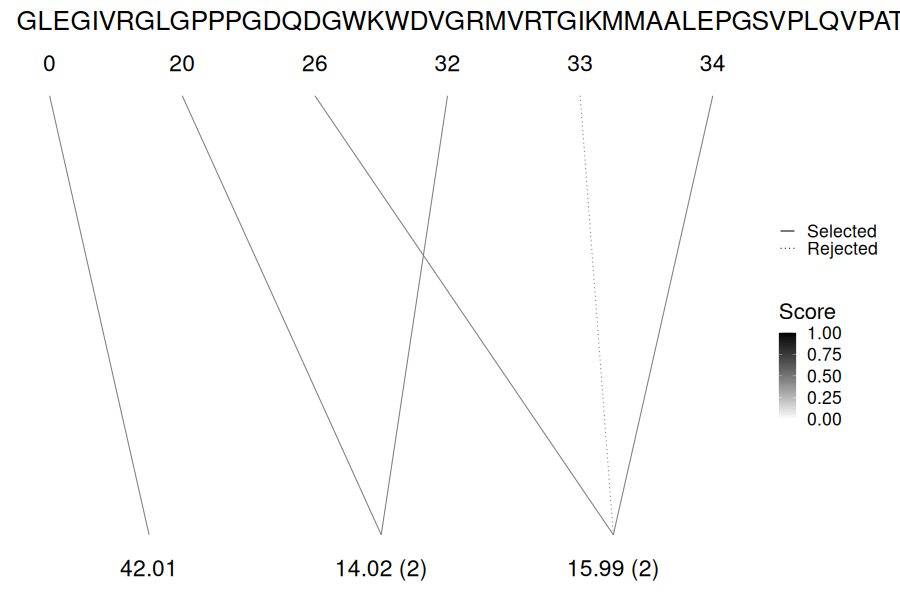 GLEGIVRGLGPPPGDQDGWKWDVGRMVRTGIKMMAALEPGSVPLQVPAT
0 20 26 32 33 34
Selected
Rejected
Score
1.00
0.75
0.50
0.25
0.00
42.01 14.02 (2) 15.99 (2)